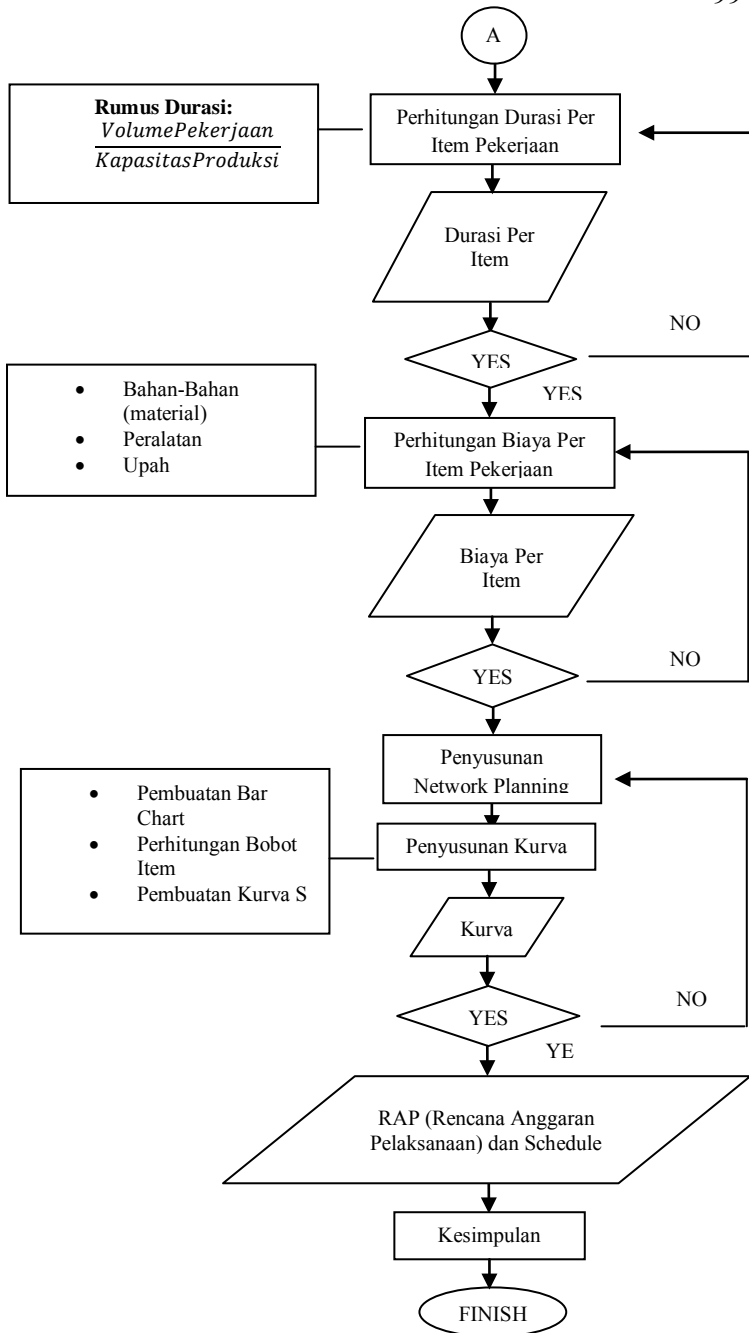 A
Rumus Durasi:
VolumePekerjaan
KapasitasProduksi
Perhitungan Durasi Per
Item Pekerjaan
Durasi Per
Item
NO
YES
YES
• Bahan-Bahan
(material)
• Peralatan
• Upah
Perhitungan Biaya Per
Item Pekerjaan
Biaya Per
Item
NO
YES
Penyusunan
Network Planning
• Pembuatan Bar
Chart
• Perhitungan Bobot
Item
• Pembuatan Kurva S
Penyusunan Kurva
Kurva
NO
YES
YE
RAP (Rencana Anggaran
Pelaksanaan) dan Schedule
Kesimpulan
FINISH